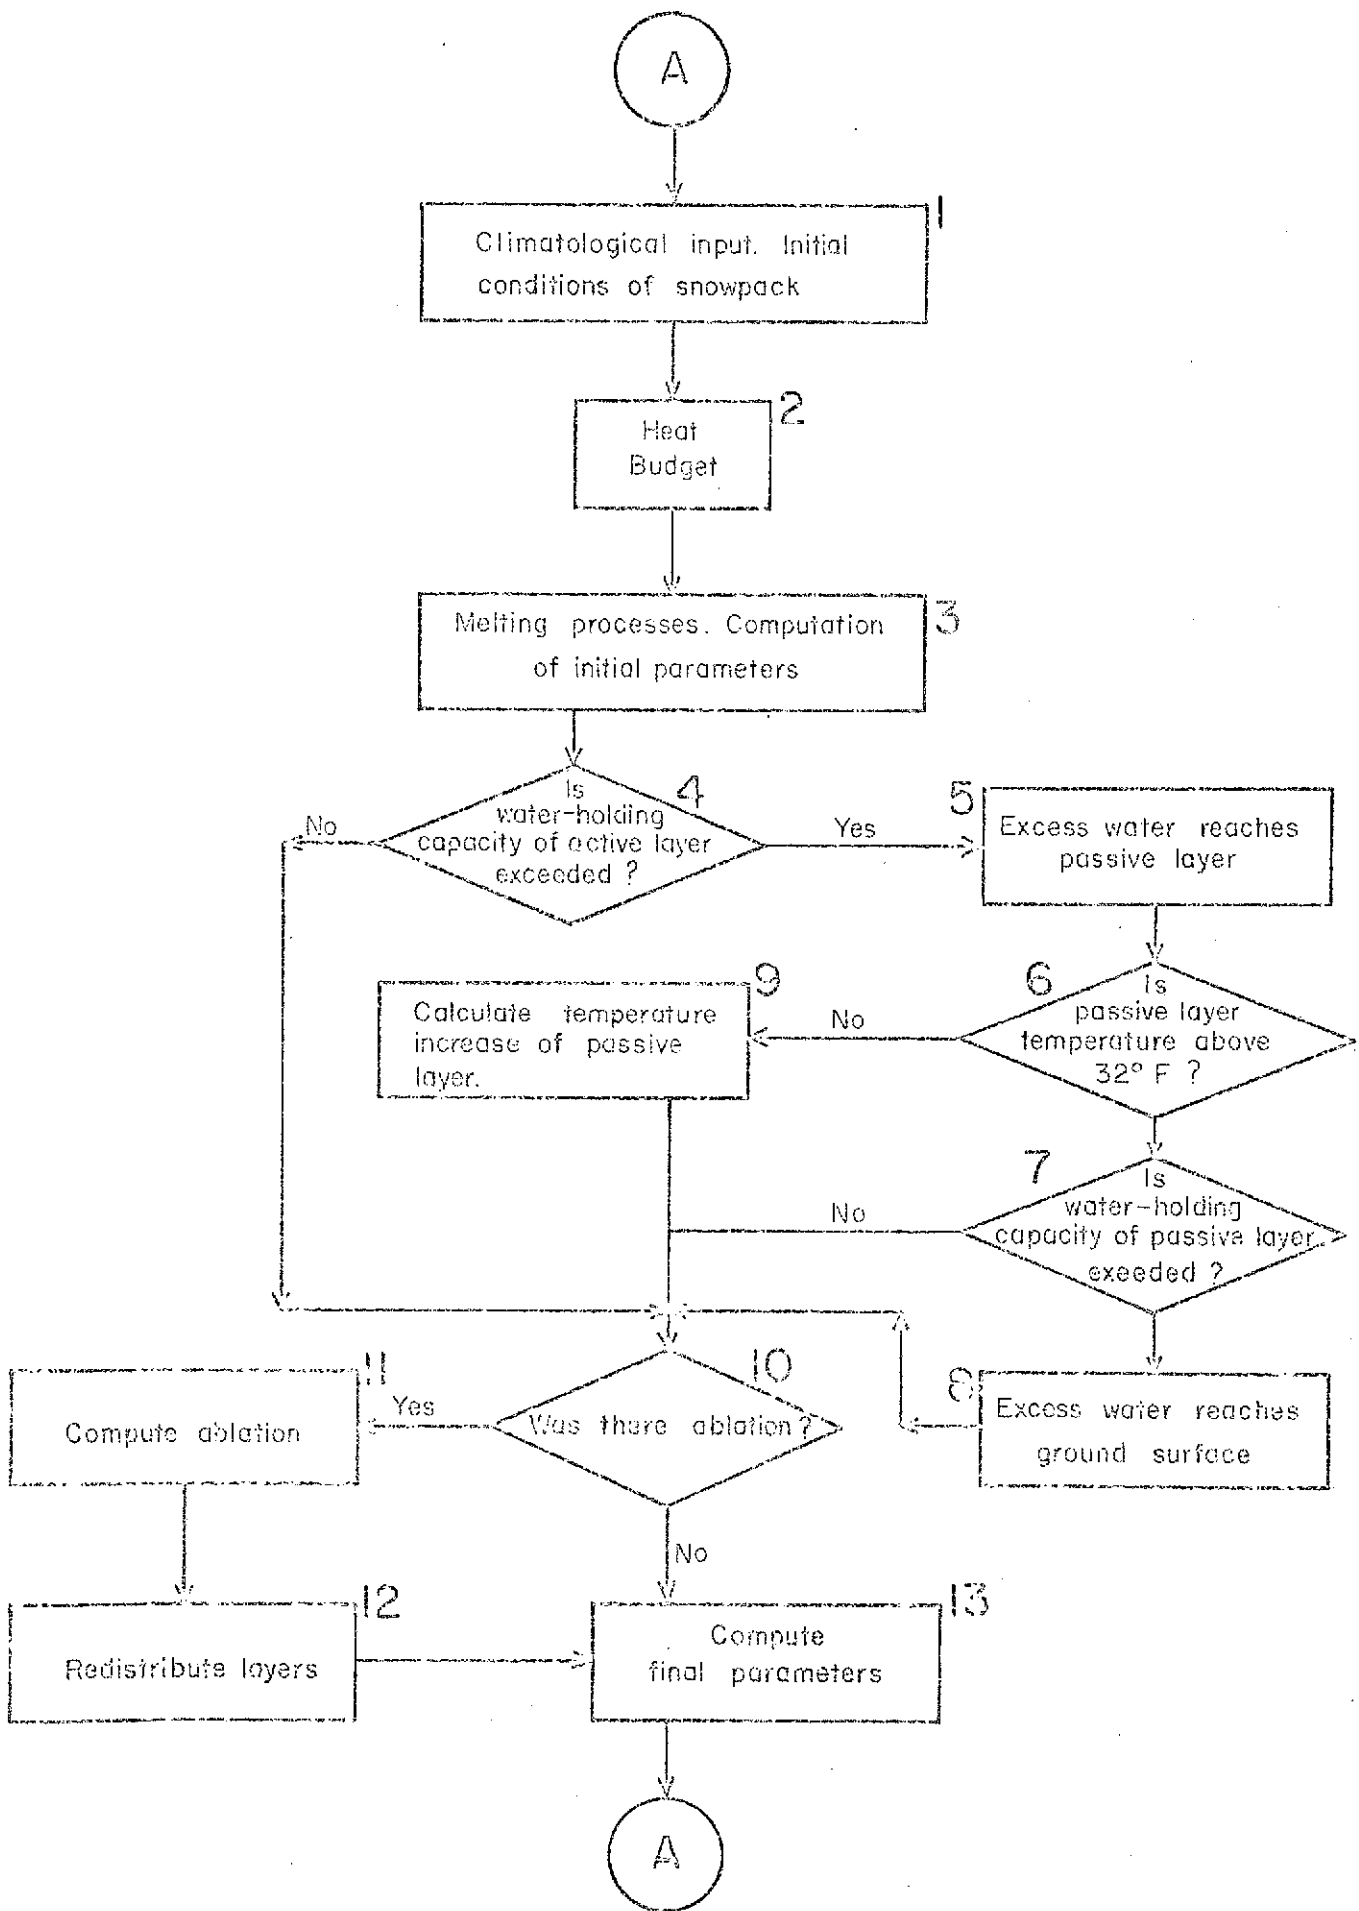 A
1
Climatological input. Initial
conditions of snowpack
2
Heat
Budget
3
Melting processes. Computation
of initial parameters
4
Is
water-holding
capacity of active layer
exceeded ?
No
Yes
5
Excess water reaches
passive layer
6
Is
passive layer
temperature above
32° F ?
No
9
Calculate temperature
increase of passive
layer.
7
Is
water-holding
capacity of passive layer
exeeded ?
No
8
Excess water reaches
ground surface
10
Was there ablation ?
Yes
No
11
Compute ablation
12
Redistribute layers
13
Compute
final parameters
A